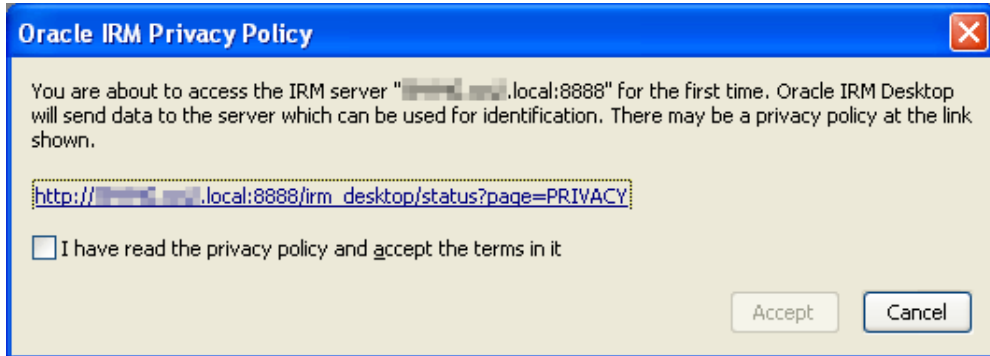 Oracle IRM Privacy Policy
You are about to access the IRM server ".local:8888" for the first time. Oracle IRM Desktop
will send data to the server which can be used for identification. There may be a privacy policy at the link
shown.
http://.local:8888/irm_desktop/status?page=PRIVACY
I have read the privacy policy and accept the terms in it
Accept
Cancel